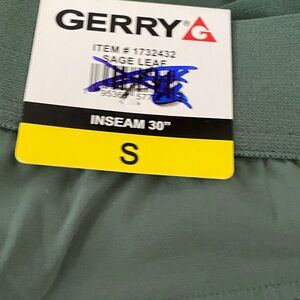 GERRY® G
ITEM # 1732432
SAGE LEAF
INSEAM 30"
S